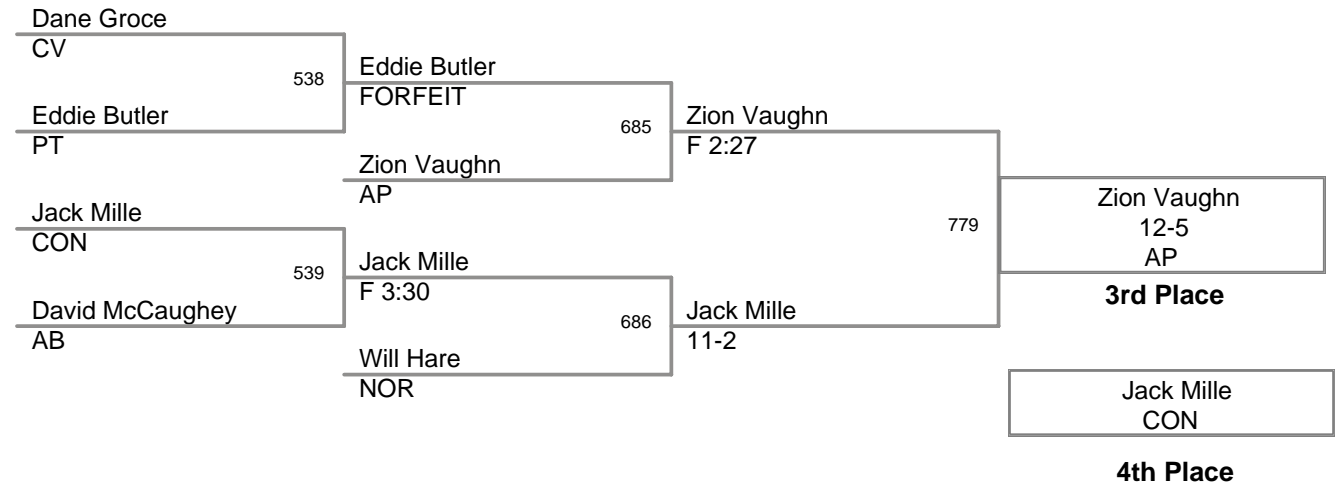 Dane Groce
CV
538
Eddie Butler
FORFEIT
Eddie Butler
PT
685
Zion Vaughn
F 2:27
Zion Vaughn
AP
Jack Mille
CON
779
Zion Vaughn
12-5
AP
3rd Place
539
Jack Mille
F 3:30
David McCaughey
AB
686
Jack Mille
11-2
Will Hare
NOR
Jack Mille
CON
4th Place